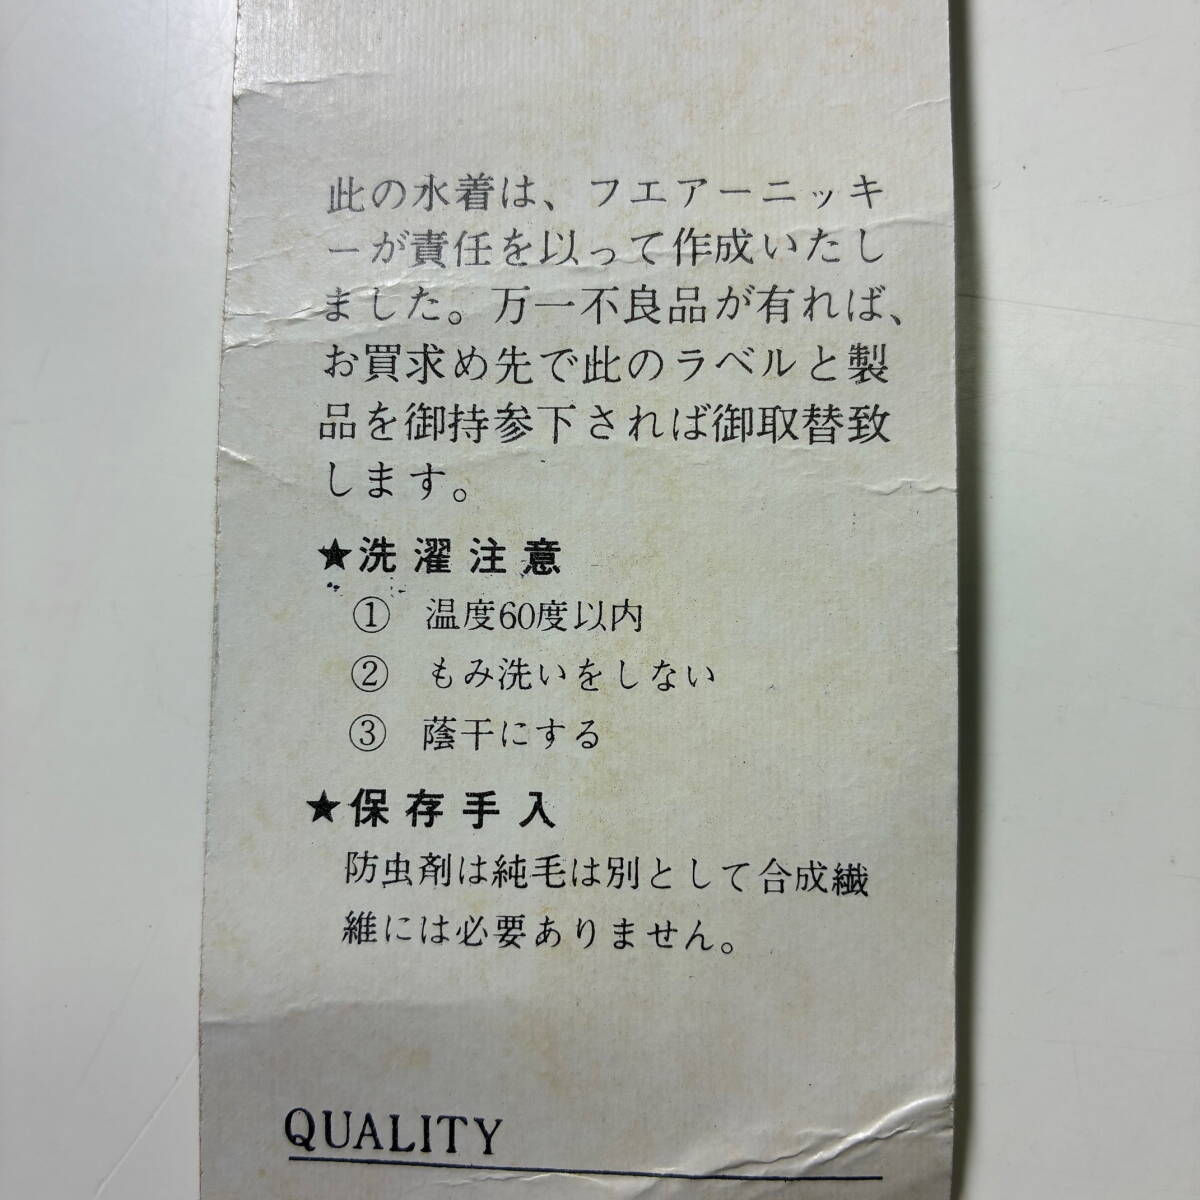 此の水着は、フエアーニッキ
ーが責任を以って作成いたし
ました。万一不良品が有れば、
お買求め先で此のラベルと製
品を御持参下されば御取替致
します。
★洗濯注意
① 温度60度以内
② もみ洗いをしない
③ 蔭干にする
★保存手入
防虫剤は純毛は別として合成繊
維には必要ありません。
QUALITY